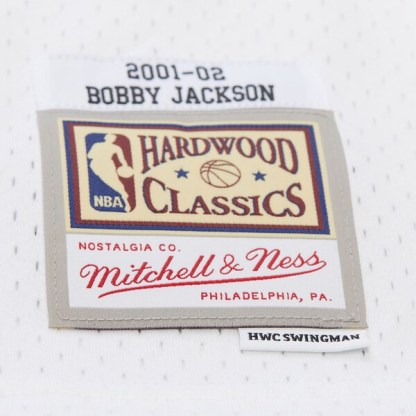 2001-02
BOBBY JACKSON
NBA
HARDWOOD
CLASSICS
NOSTALGIA CO.
Mitchell & Ness
PHILADELPHIA, PA.
HWC SWINGMAN